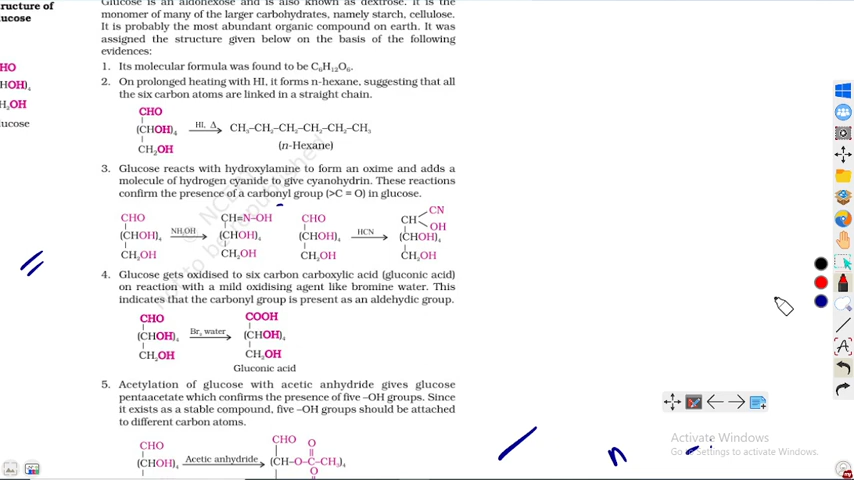 ructure of
ucose
HO
HOH)₄
H₂OH
ucose
Glucose is an aldohexose and is also known as dextrose. It is the
monomer of many of the larger carbohydrates, namely starch, cellulose.
It is probably the most abundant organic compound on earth. It was
assigned the structure given below on the basis of the following
evidences:
1. Its molecular formula was found to be C₆H₁₂O₆.
2. On prolonged heating with HI, it forms n-hexane, suggesting that all
the six carbon atoms are linked in a straight chain.
CHO
(CHOH)₄ HI, Δ CH₃–CH₂–CH₂–CH₂–CH₂–CH₃
CH₂OH (n-Hexane)
3. Glucose reacts with hydroxylamine to form an oxime and adds a
molecule of hydrogen cyanide to give cyanohydrin. These reactions
confirm the presence of a carbonyl group (>C = O) in glucose.
CHO CH=N–OH CHO CH CN OH
(CHOH)₄ NH₂OH (CHOH)₄ (CHOH)₄ HCN (CHOH)₄
CH₂OH CH₂OH CH₂OH CH₂OH
4. Glucose gets oxidised to six carbon carboxylic acid (gluconic acid)
on reaction with a mild oxidising agent like bromine water. This
indicates that the carbonyl group is present as an aldehydic group.
CHO COOH
(CHOH)₄ Br₂ water (CHOH)₄
CH₂OH CH₂OH
Gluconic acid
5. Acetylation of glucose with acetic anhydride gives glucose
pentaacetate which confirms the presence of five –OH groups. Since
it exists as a stable compound, five –OH groups should be attached
to different carbon atoms.
CHO CHO O
(CHOH)₄ Acetic anhydride (CH–O–C–CH₃)₄
O
n
Activate Windows
Go to Settings to activate Windows.